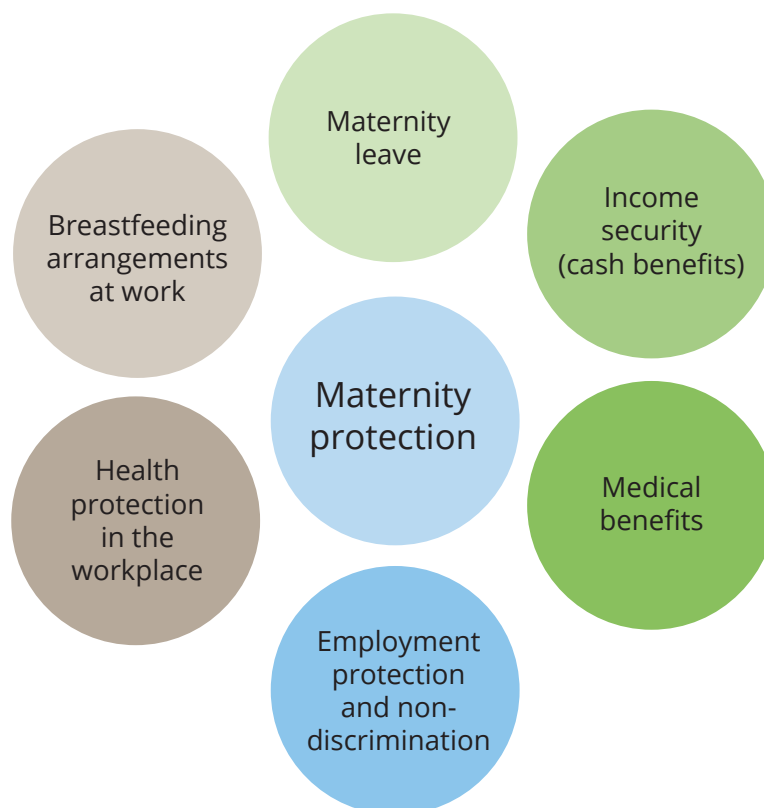 Maternity
leave
Income
security
(cash benefits)
Breastfeeding
arrangements
at work
Maternity
protection
Medical
benefits
Health
protection
in the
workplace
Employment
protection
and non-
discrimination